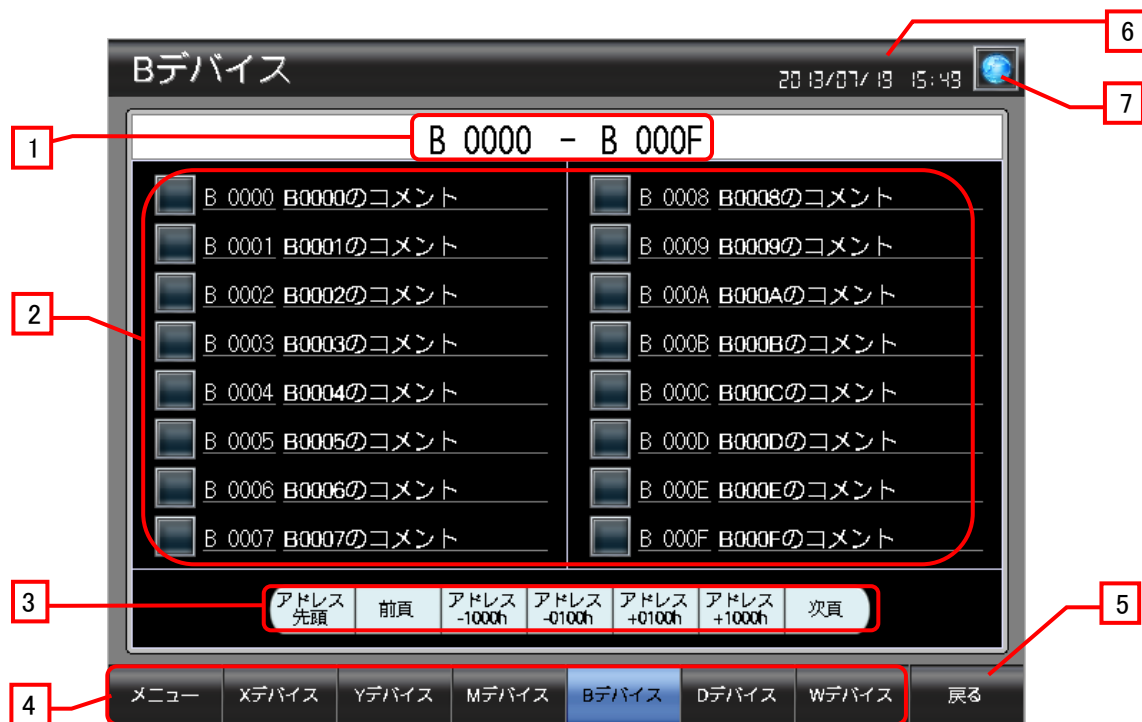 6
Bデバイス
2013/07/19 15:49
7
1
B 0000 - B 000F
B 0000 B0000のコメント
B 0001 B0001のコメント
B 0002 B0002のコメント
B 0003 B0003のコメント
B 0004 B0004のコメント
B 0005 B0005のコメント
B 0006 B0006のコメント
B 0007 B0007のコメント
B 0008 B0008のコメント
B 0009 B0009のコメント
B 000A B000Aのコメント
B 000B B000Bのコメント
B 000C B000Cのコメント
B 000D B000Dのコメント
B 000E B000Eのコメント
B 000F B000Fのコメント
2
3
アドレス
先頭
前頁
アドレス
-1000h
アドレス
-0100h
アドレス
+0100h
アドレス
+1000h
次頁
5
4
メニュー Xデバイス Yデバイス Mデバイス Bデバイス Dデバイス Wデバイス 戻る